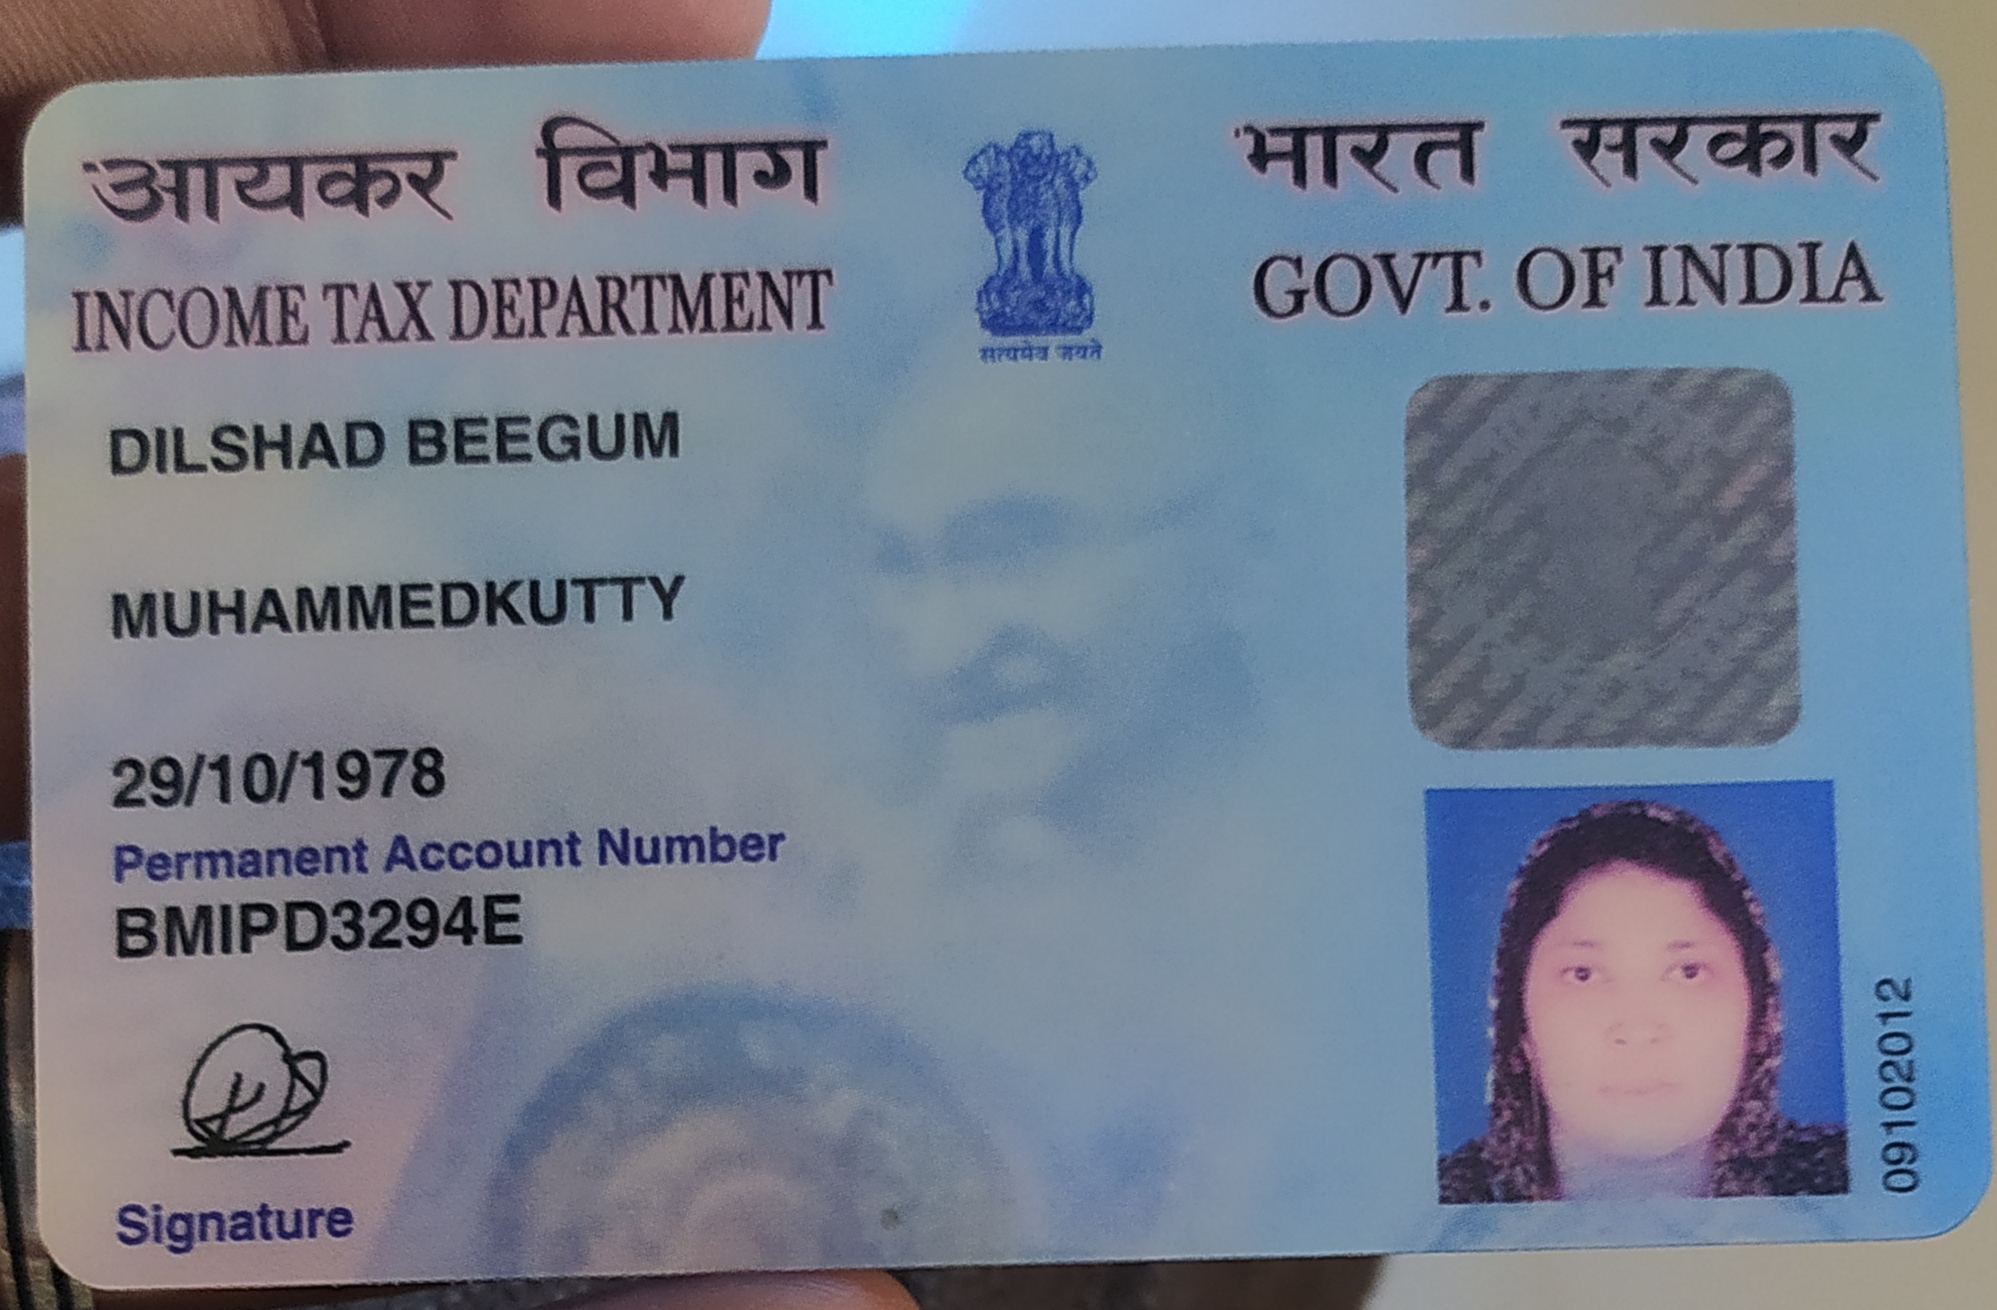 आयकर विभाग
भारत सरकार
INCOME TAX DEPARTMENT
GOVT. OF INDIA
सत्यमेव जयते
DILSHAD BEEGUM
MUHAMMEDKUTTY
29/10/1978
Permanent Account Number
BMIPD3294E
Signature
09102012